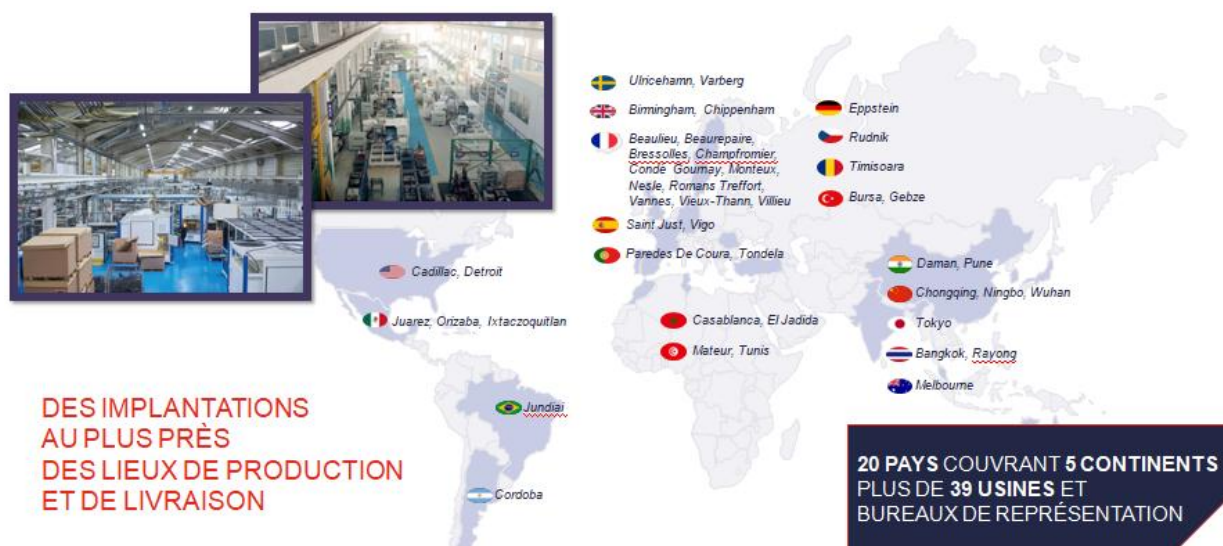 Ulricehamn, Varberg
Birmingham, Chippenham
Beaulieu, Beaurepaire,
Bressolles, Champfromier,
Condé Gournay, Monteux,
Nesle, Romans Treffort,
Vannes, Vieux-Thann, Villieu
Saint Just, Vigo
Paredes De Coura, Tondela
Eppstein
Rudnik
Timisoara
Bursa, Gebze
Cadillac, Detroit
Juarez, Orizaba, Ixtaczoquitlan
Jundiai
Cordoba
Casablanca, El Jadida
Mateur, Tunis
Daman, Pune
Chongqing, Ningbo, Wuhan
Tokyo
Bangkok, Rayong
Melbourne
DES IMPLANTATIONS
AU PLUS PRÈS
DES LIEUX DE PRODUCTION
ET DE LIVRAISON
20 PAYS COUVRANT 5 CONTINENTS
PLUS DE 39 USINES ET
BUREAUX DE REPRÉSENTATION